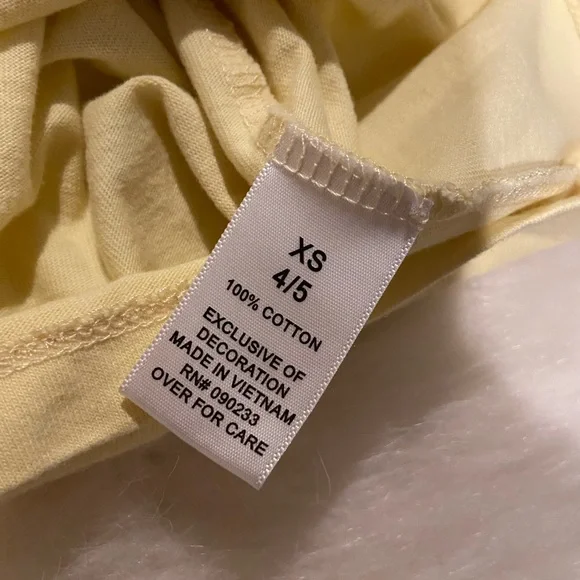 XS
4/5
100% COTTON
EXCLUSIVE OF
DECORATION
MADE IN VIETNAM
RN# 090233
OVER FOR CARE